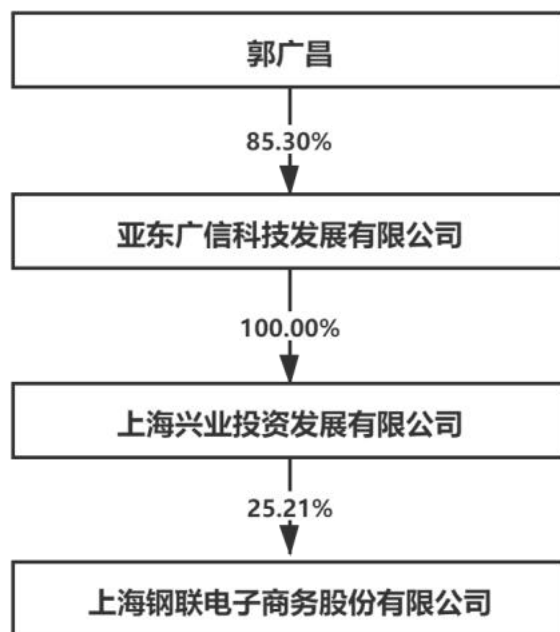 郭广昌
85.30%
亚东广信科技发展有限公司
100.00%
上海兴业投资发展有限公司
25.21%
上海钢联电子商务股份有限公司